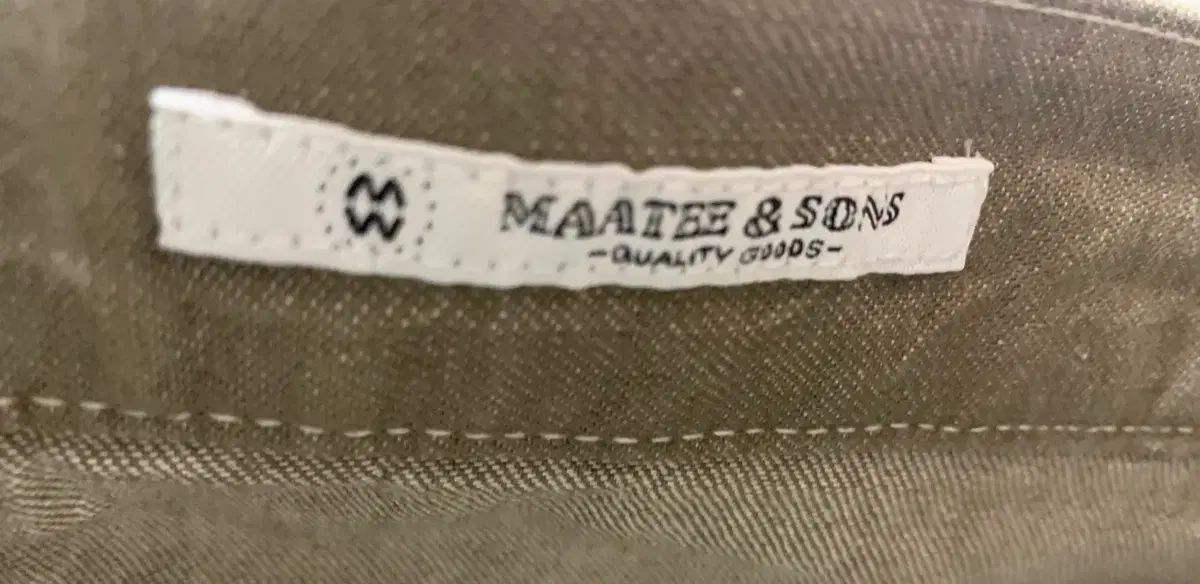 MAATEE & SONS
-QUALITY GOODS-